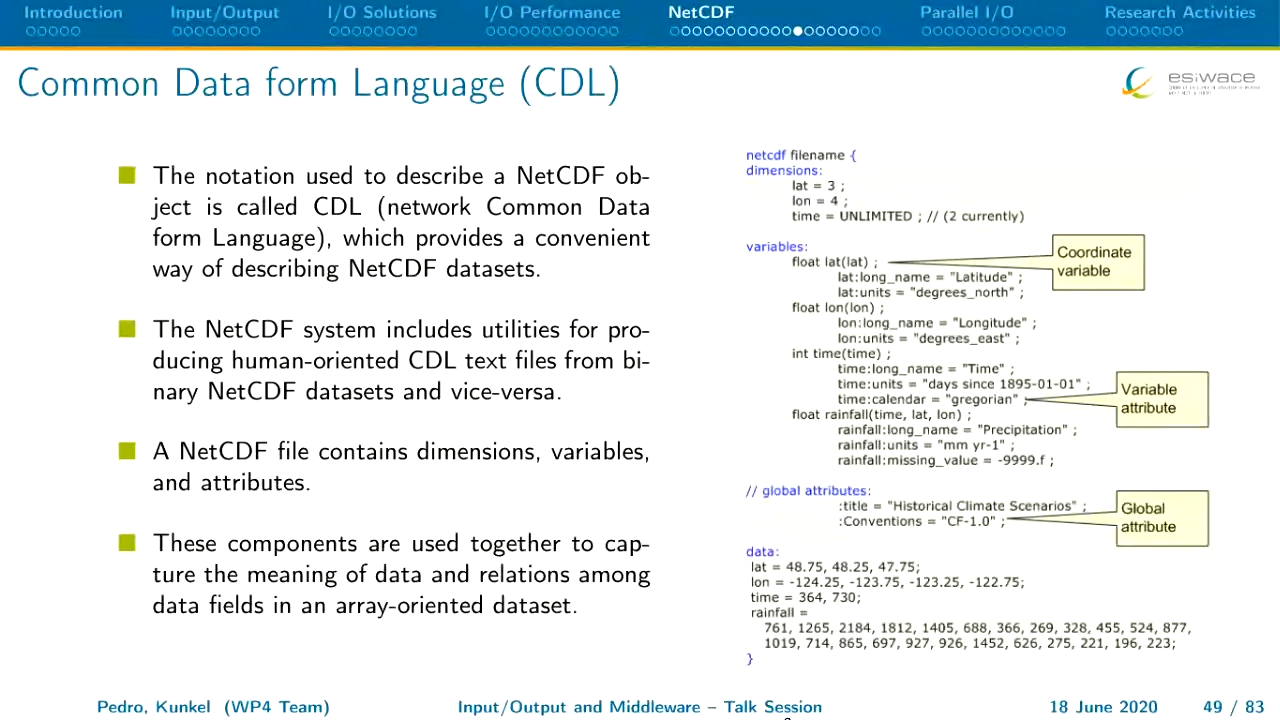 Introduction Input/Output I/O Solutions I/O Performance NetCDF Parallel I/O Research Activities
Common Data form Language (CDL)
esiwace
The notation used to describe a NetCDF ob-
ject is called CDL (network Common Data
form Language), which provides a convenient
way of describing NetCDF datasets.
The NetCDF system includes utilities for pro-
ducing human-oriented CDL text files from bi-
nary NetCDF datasets and vice-versa.
A NetCDF file contains dimensions, variables,
and attributes.
These components are used together to cap-
ture the meaning of data and relations among
data fields in an array-oriented dataset.
netcdf filename {
dimensions:
lat = 3 ;
lon = 4 ;
time = UNLIMITED ; // (2 currently)
variables:
float lat(lat) ;
lat:long_name = "Latitude" ;
lat:units = "degrees_north" ;
float lon(lon) ;
lon:long_name = "Longitude" ;
lon:units = "degrees_east" ;
int time(time) ;
time:long_name = "Time" ;
time:units = "days since 1895-01-01" ;
time:calendar = "gregorian" ;
float rainfall(time, lat, lon) ;
rainfall:long_name = "Precipitation" ;
rainfall:units = "mm yr-1" ;
rainfall:missing_value = -9999.f ;
// global attributes:
:title = "Historical Climate Scenarios" ;
:Conventions = "CF-1.0" ;
data:
lat = 48.75, 48.25, 47.75;
lon = -124.25, -123.75, -123.25, -122.75;
time = 364, 730;
rainfall =
761, 1265, 2184, 1812, 1405, 688, 366, 269, 328, 455, 524, 877,
1019, 714, 865, 697, 927, 926, 1452, 626, 275, 221, 196, 223;
}
Coordinate
variable
Variable
attribute
Global
attribute
Pedro, Kunkel (WP4 Team) Input/Output and Middleware – Talk Session 18 June 2020 49 / 83